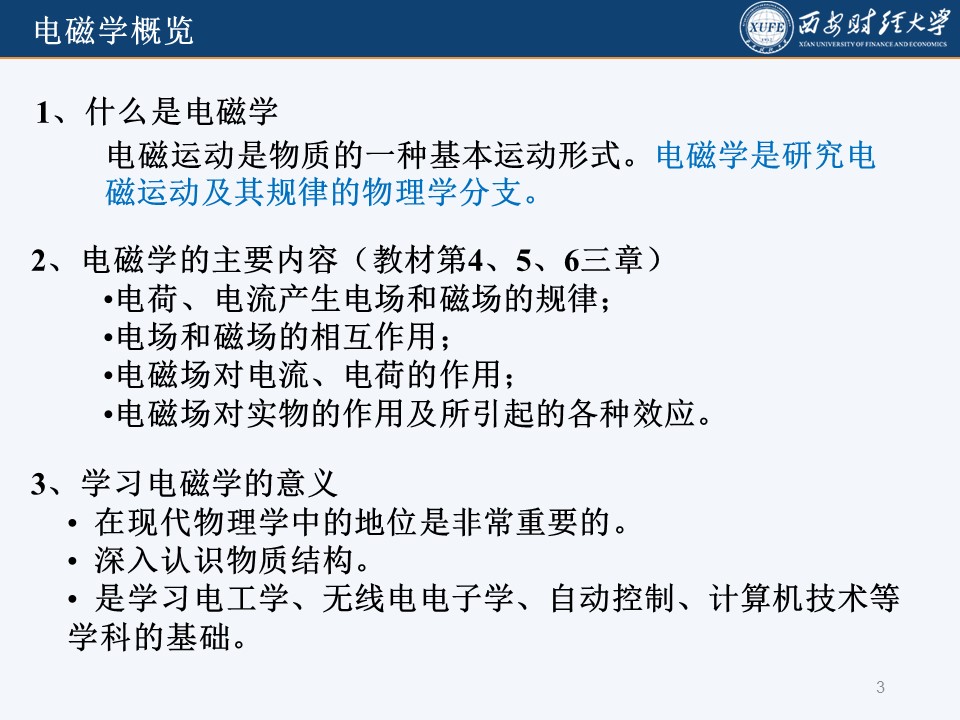 电磁学概览
XUFE
西安财经大学
XI'AN UNIVERSITY OF FINANCE AND ECONOMICS
1、什么是电磁学
电磁运动是物质的一种基本运动形式。电磁学是研究电
磁运动及其规律的物理学分支。
2、电磁学的主要内容（教材第4、5、6三章）
•电荷、电流产生电场和磁场的规律；
•电场和磁场的相互作用；
•电磁场对电流、电荷的作用；
•电磁场对实物的作用及所引起的各种效应。
3、学习电磁学的意义
• 在现代物理学中的地位是非常重要的。
• 深入认识物质结构。
• 是学习电工学、无线电电子学、自动控制、计算机技术等
学科的基础。
3